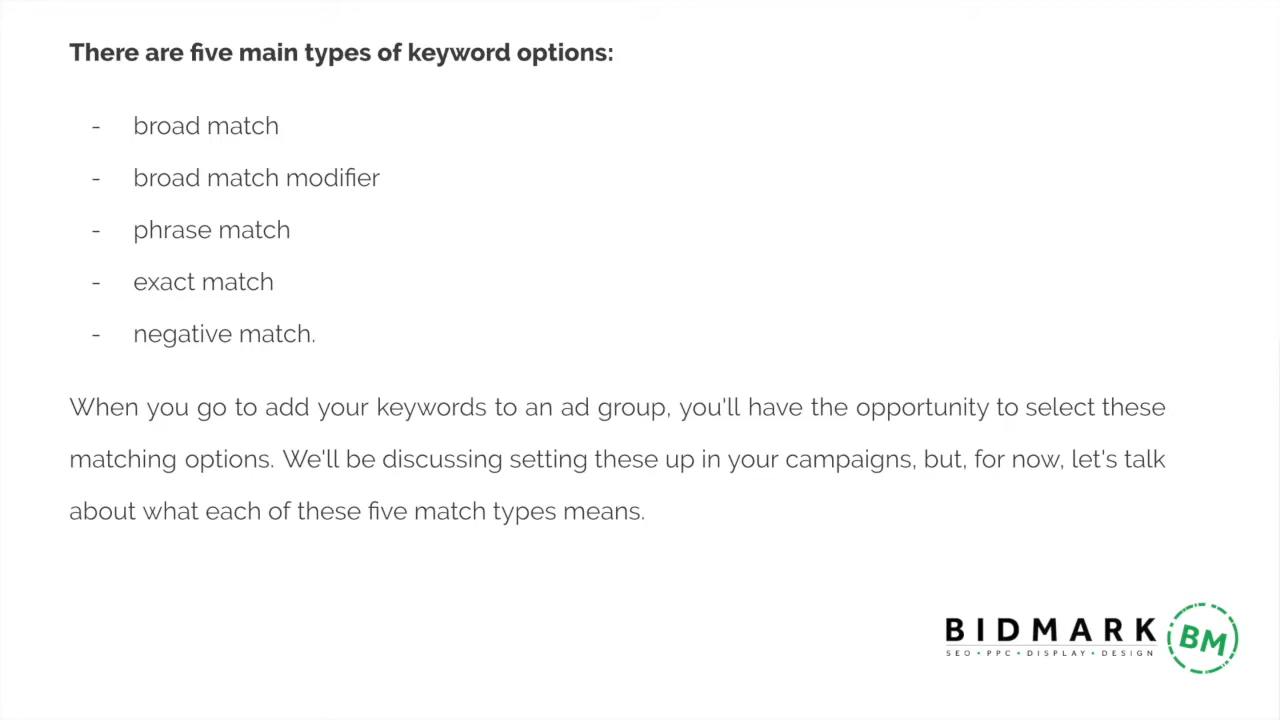 There are five main types of keyword options:
- broad match
- broad match modifier
- phrase match
- exact match
- negative match.
When you go to add your keywords to an ad group, you'll have the opportunity to select these
matching options. We'll be discussing setting these up in your campaigns, but, for now, let's talk
about what each of these five match types means.
BIDMARK
SEO • PPC • DISPLAY • DESIGN
BM